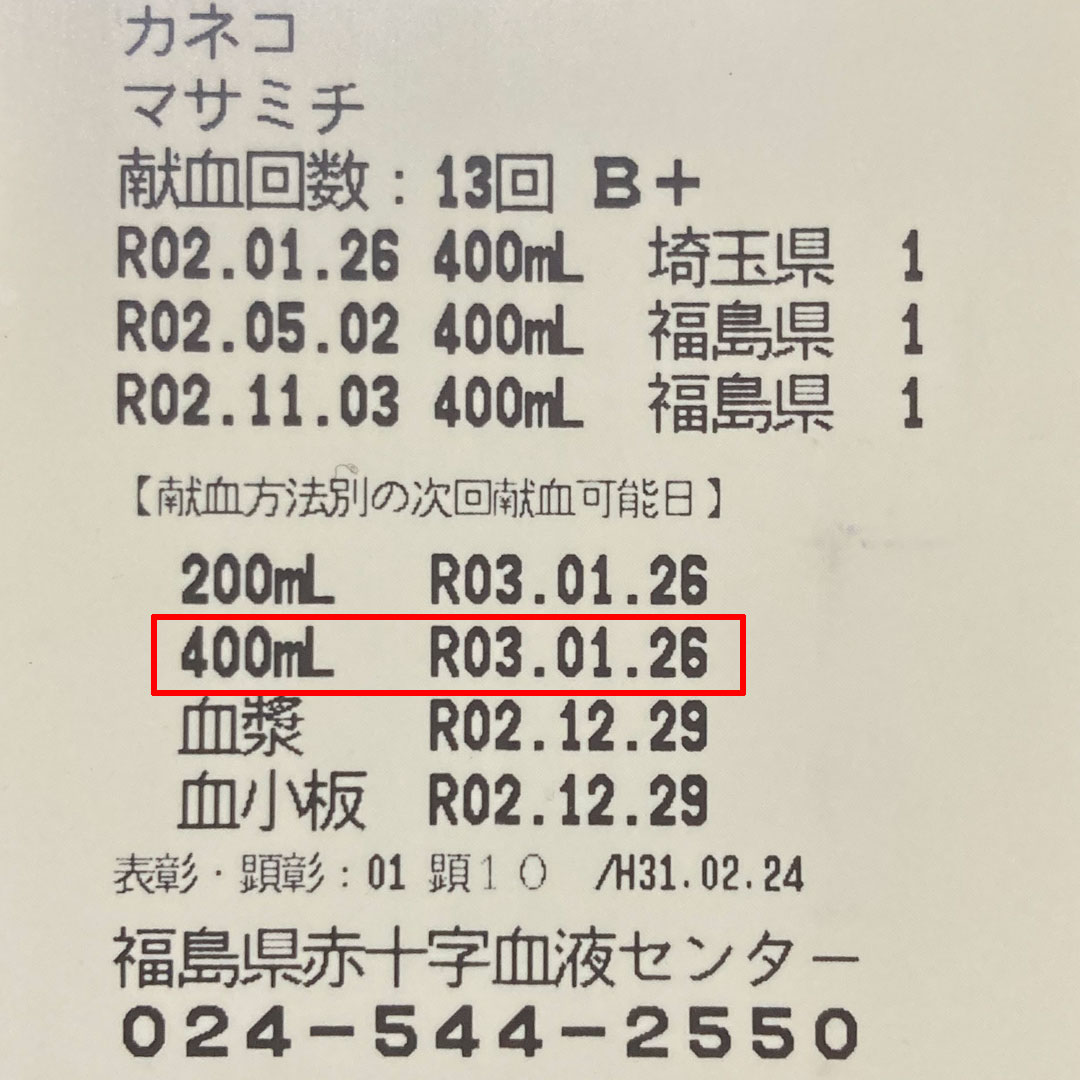 カネコ
マサミチ
献血回数：13回 B＋
R02.01.26 400mL 埼玉県 1
R02.05.02 400mL 福島県 1
R02.11.03 400mL 福島県 1
【献血方法別の次回献血可能日】
200mL R03.01.26
400mL R03.01.26
血漿 R02.12.29
血小板 R02.12.29
表彰・顕彰：01 顕１０ /H31.02.24
福島県赤十字血液センター
024-544-2550